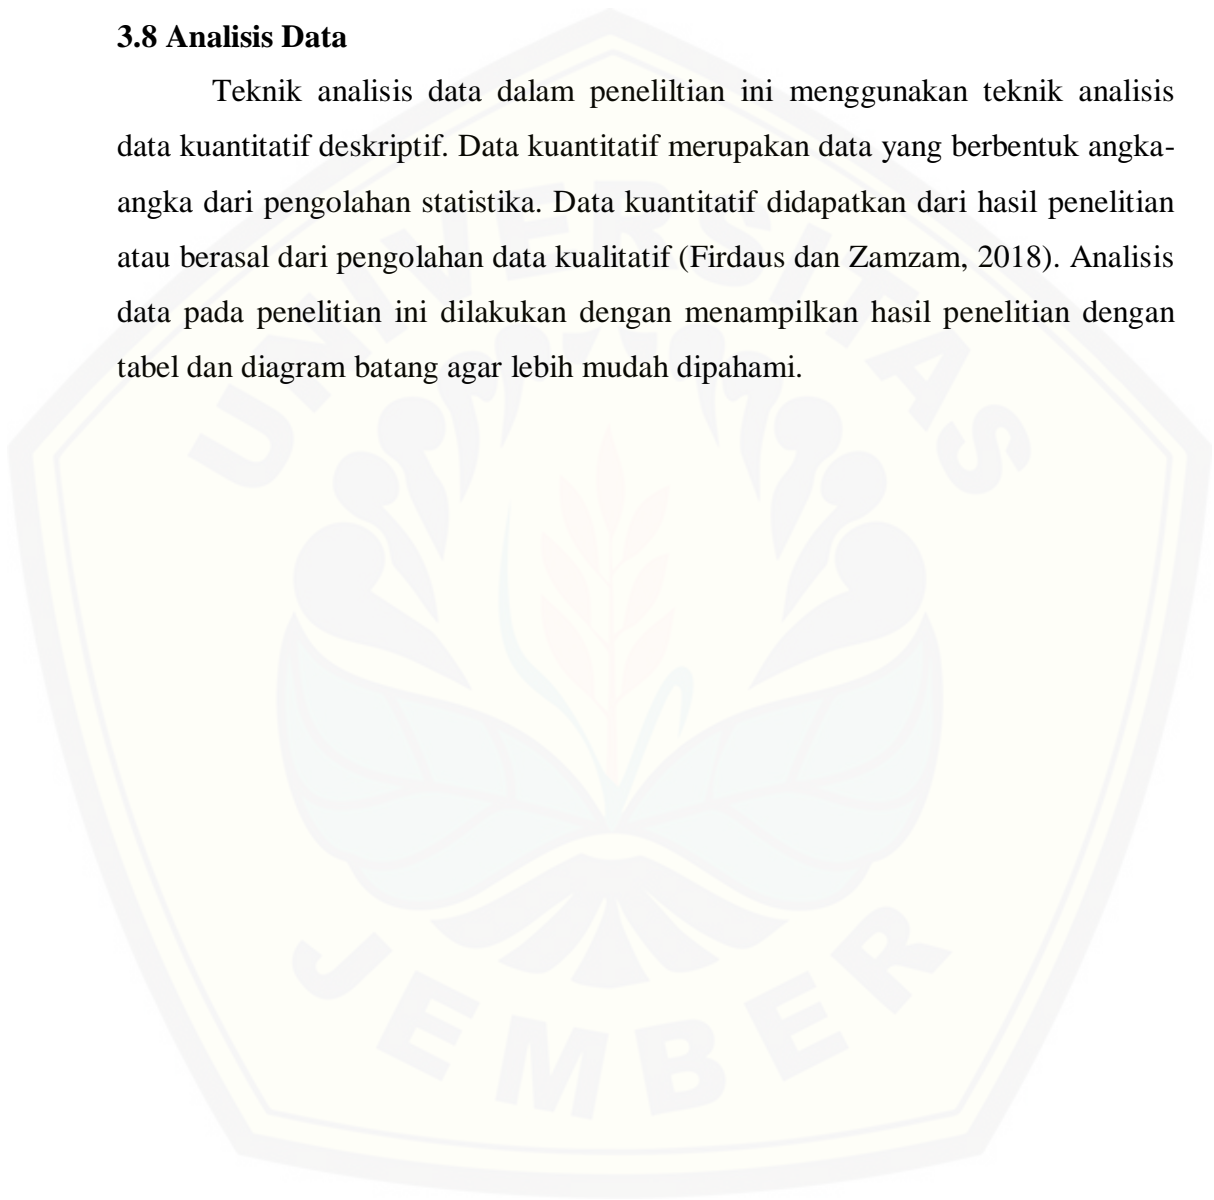 3.8 Analisis Data
Teknik analisis data dalam peneliltian ini menggunakan teknik analisis
data kuantitatif deskriptif. Data kuantitatif merupakan data yang berbentuk angka-
angka dari pengolahan statistika. Data kuantitatif didapatkan dari hasil penelitian
atau berasal dari pengolahan data kualitatif (Firdaus dan Zamzam, 2018). Analisis
data pada penelitian ini dilakukan dengan menampilkan hasil penelitian dengan
tabel dan diagram batang agar lebih mudah dipahami.
UNIVERSITAS
JEMBER